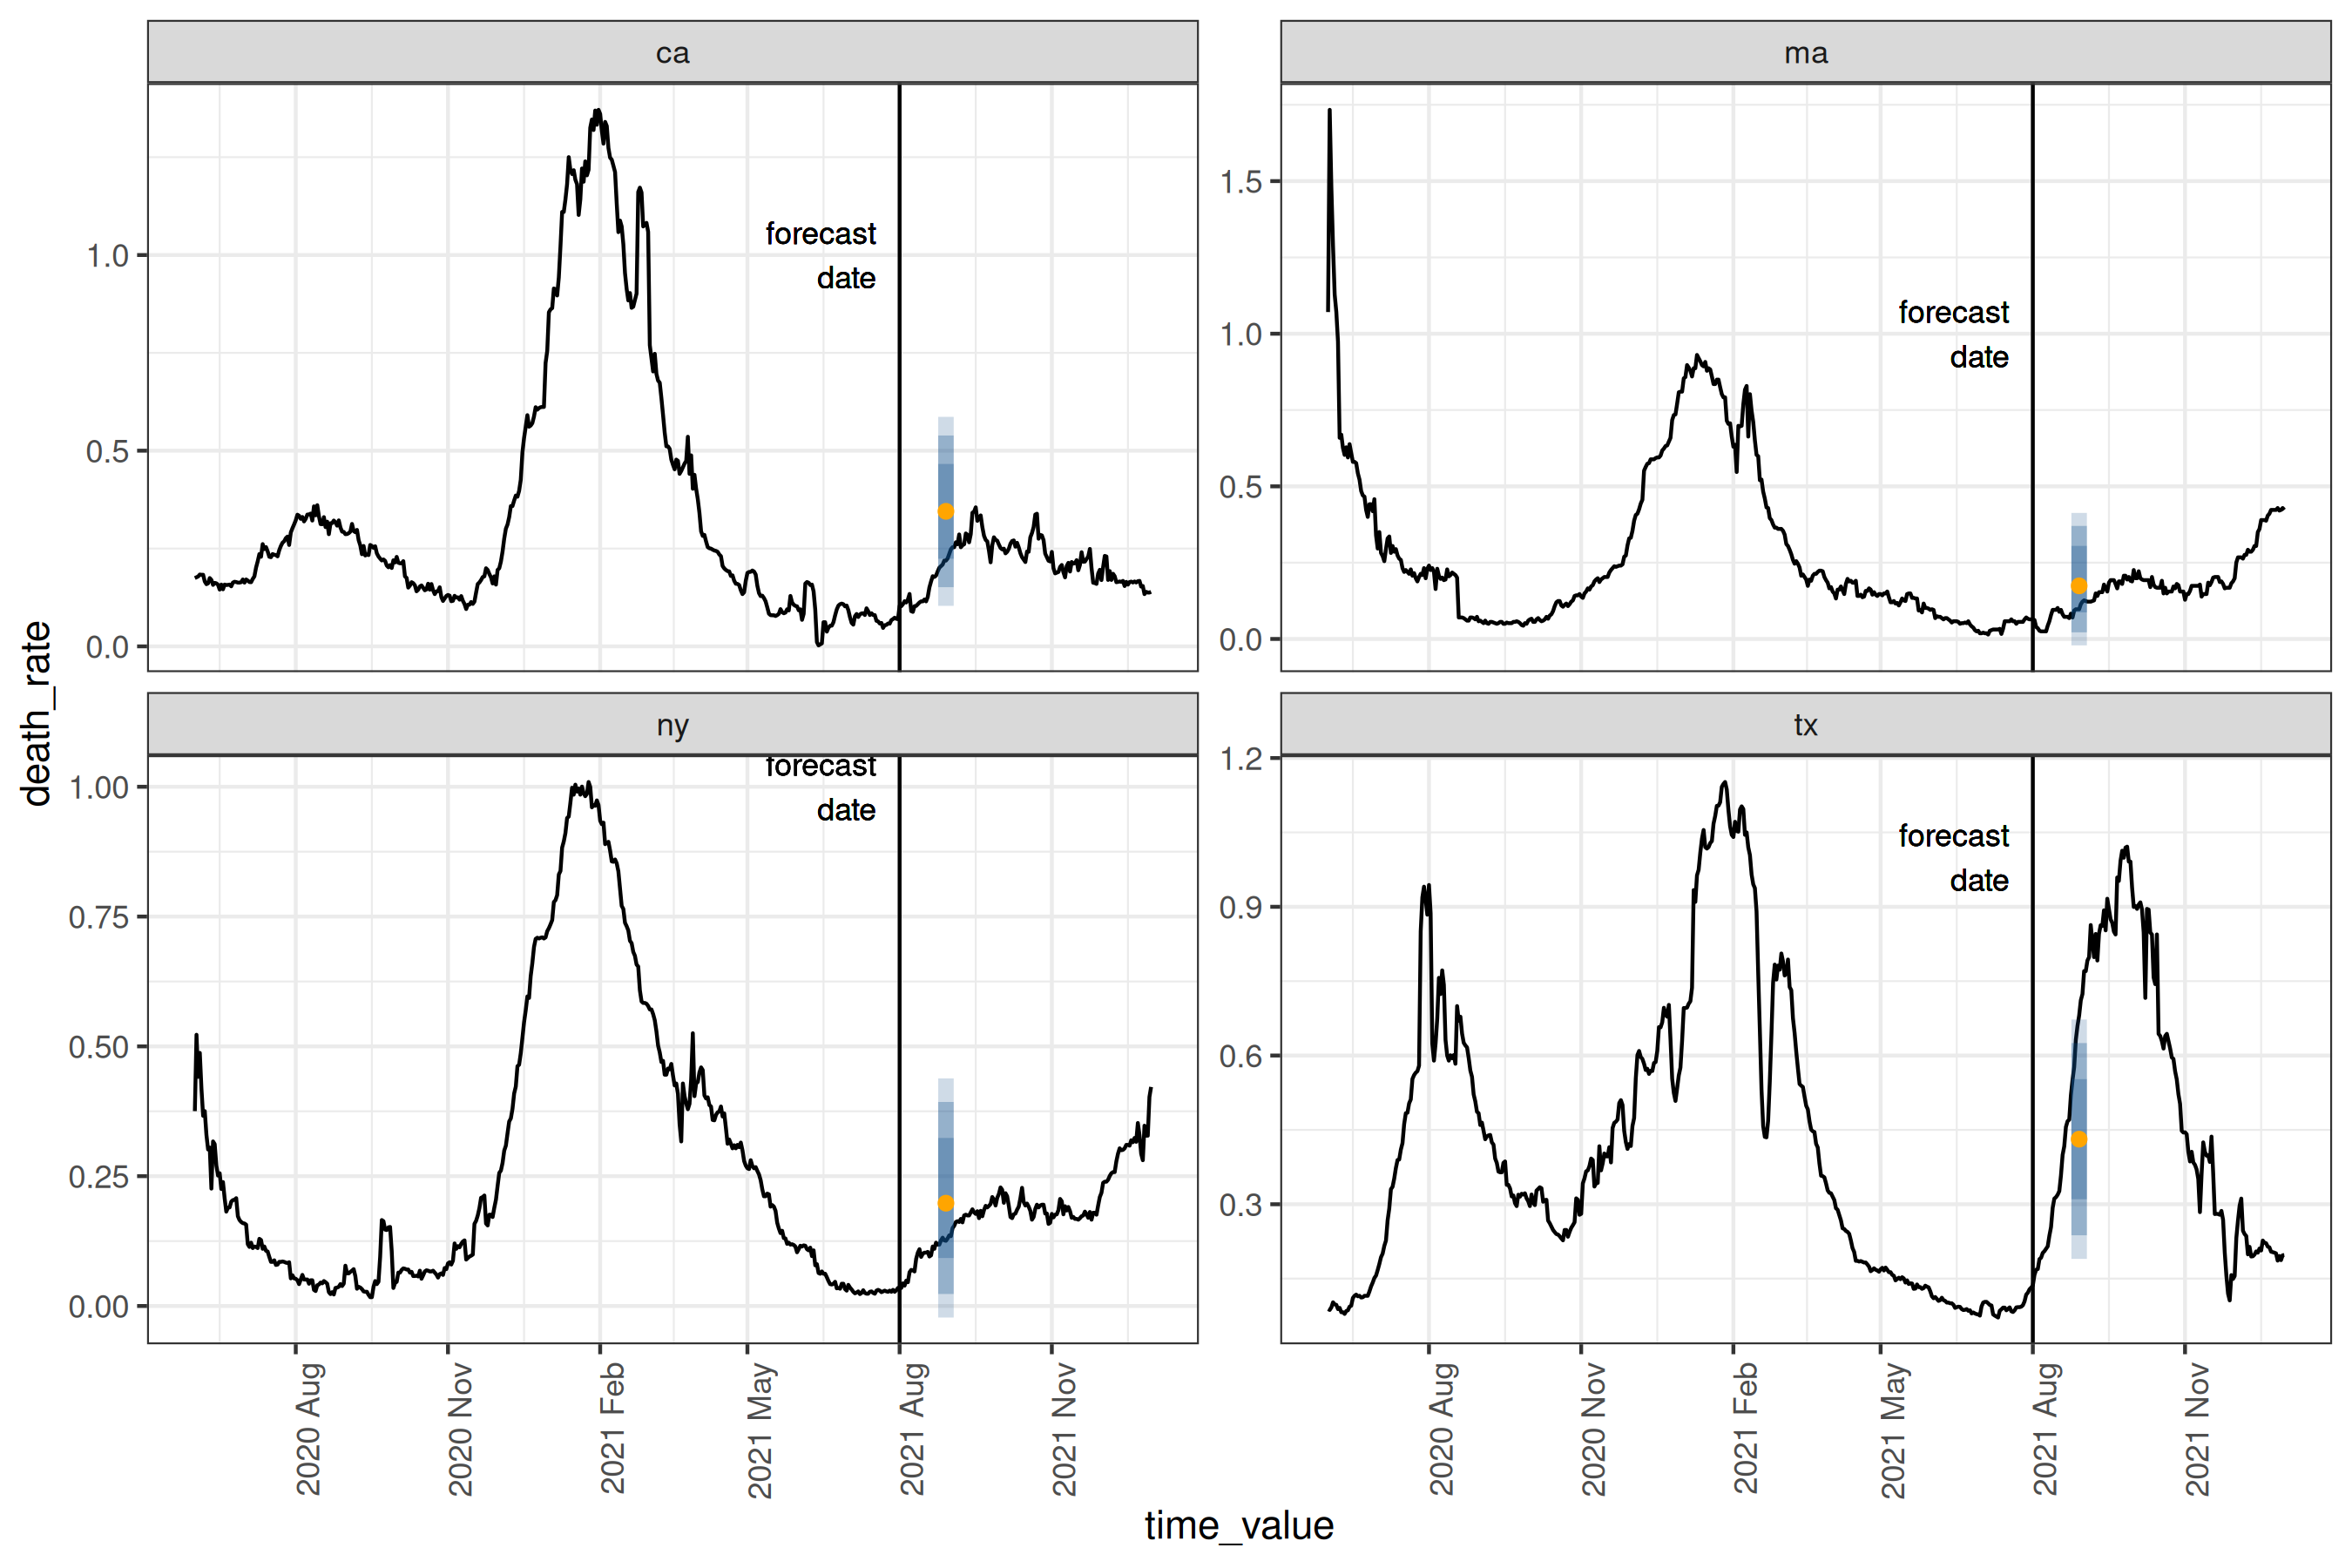 ca
ma
forecast
date
forecast
date
1.0
0.5
0.0
1.5
1.0
0.5
0.0
ny
tx
forecast
date
forecast
date
1.00
0.75
0.50
0.25
0.00
1.2
0.9
0.6
0.3
2020 Aug
2020 Nov
2021 Feb
2021 May
2021 Aug
2021 Nov
2020 Aug
2020 Nov
2021 Feb
2021 May
2021 Aug
2021 Nov
death_rate
time_value